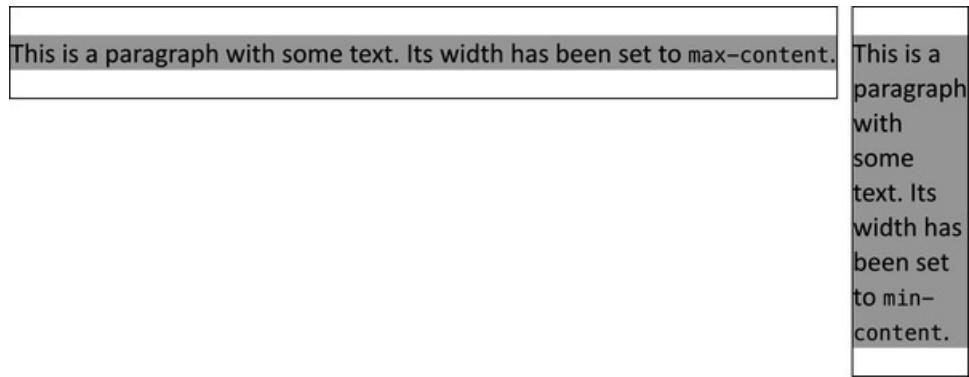 This is a paragraph with some text. Its width has been set to max-content.
This is a
paragraph
with
some
text. Its
width has
been set
to min-
content.